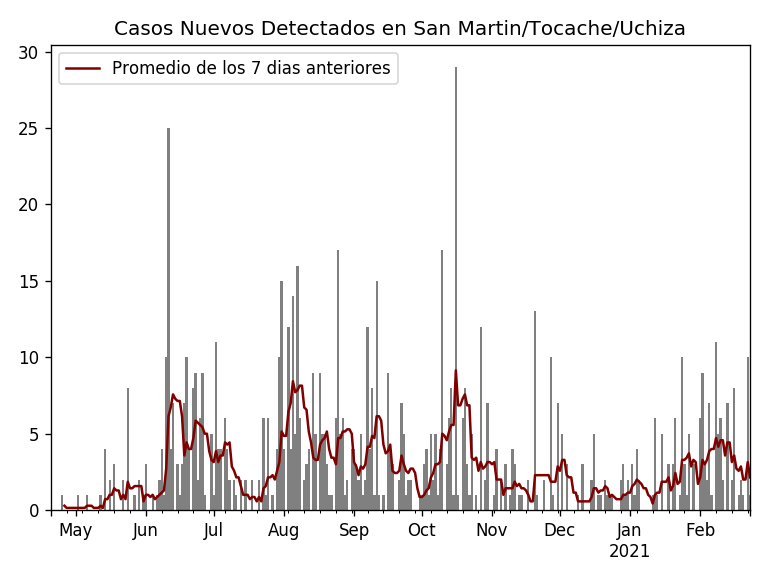 Casos Nuevos Detectados en San Martin/Tocache/Uchiza
Promedio de los 7 dias anteriores
30
25
20
15
10
5
0
May Jun Jul Aug Sep Oct Nov Dec Jan Feb
2021